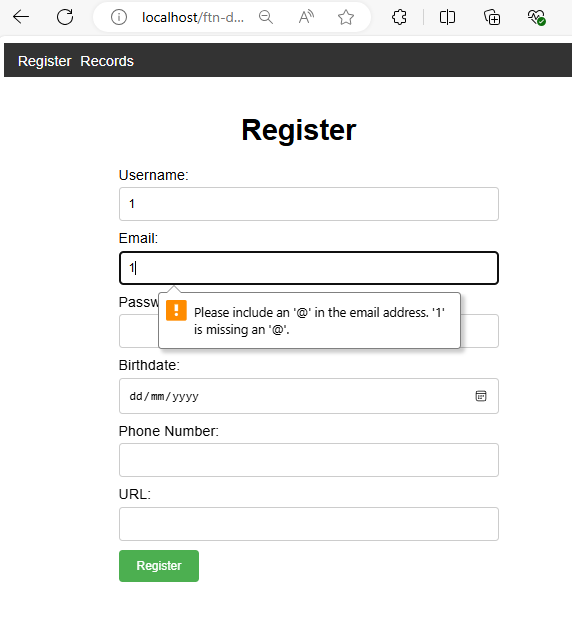 localhost/ftn-d...
Register Records
Register
Username:
1
Email:
1
Passw
Please include an '@' in the email address. '1'
is missing an '@'.
Birthdate:
dd/mm/yyyy
Phone Number:
URL:
Register